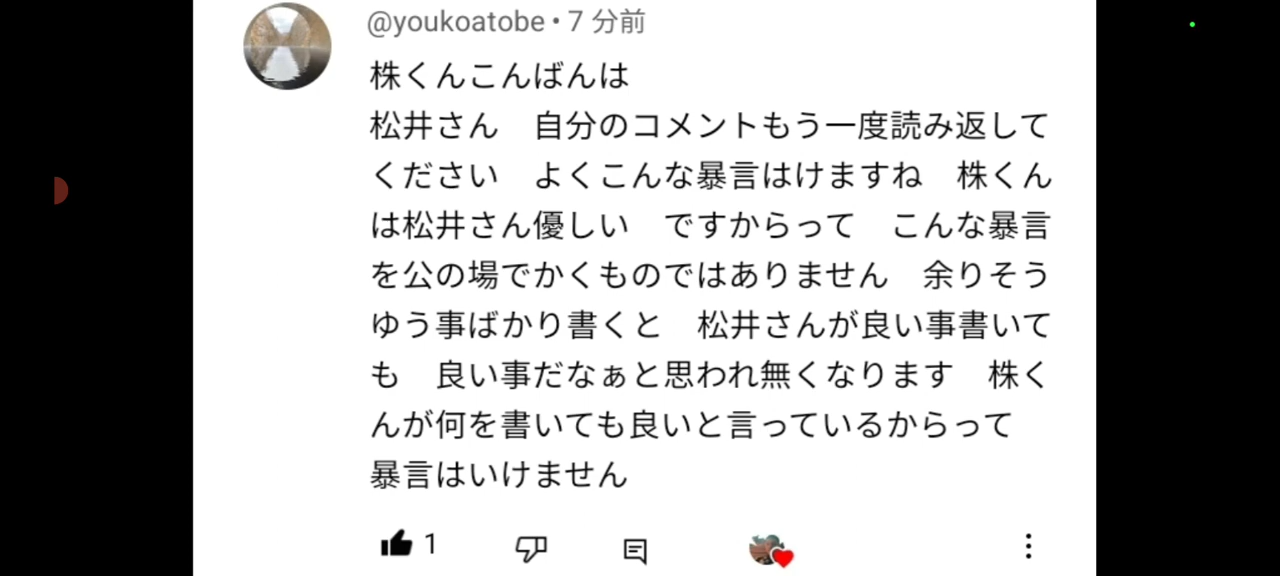 @youkoatobe • 7 分前
株くんこんばんは
松井さん　自分のコメントもう一度読み返して
ください　よくこんな暴言はけますね　株くん
は松井さん優しい　ですからって　こんな暴言
を公の場でかくものではありません　余りそう
ゆう事ばかり書くと　松井さんが良い事書いて
も　良い事だなぁと思われ無くなります　株く
んが何を書いても良いと言っているからって
暴言はいけません
1